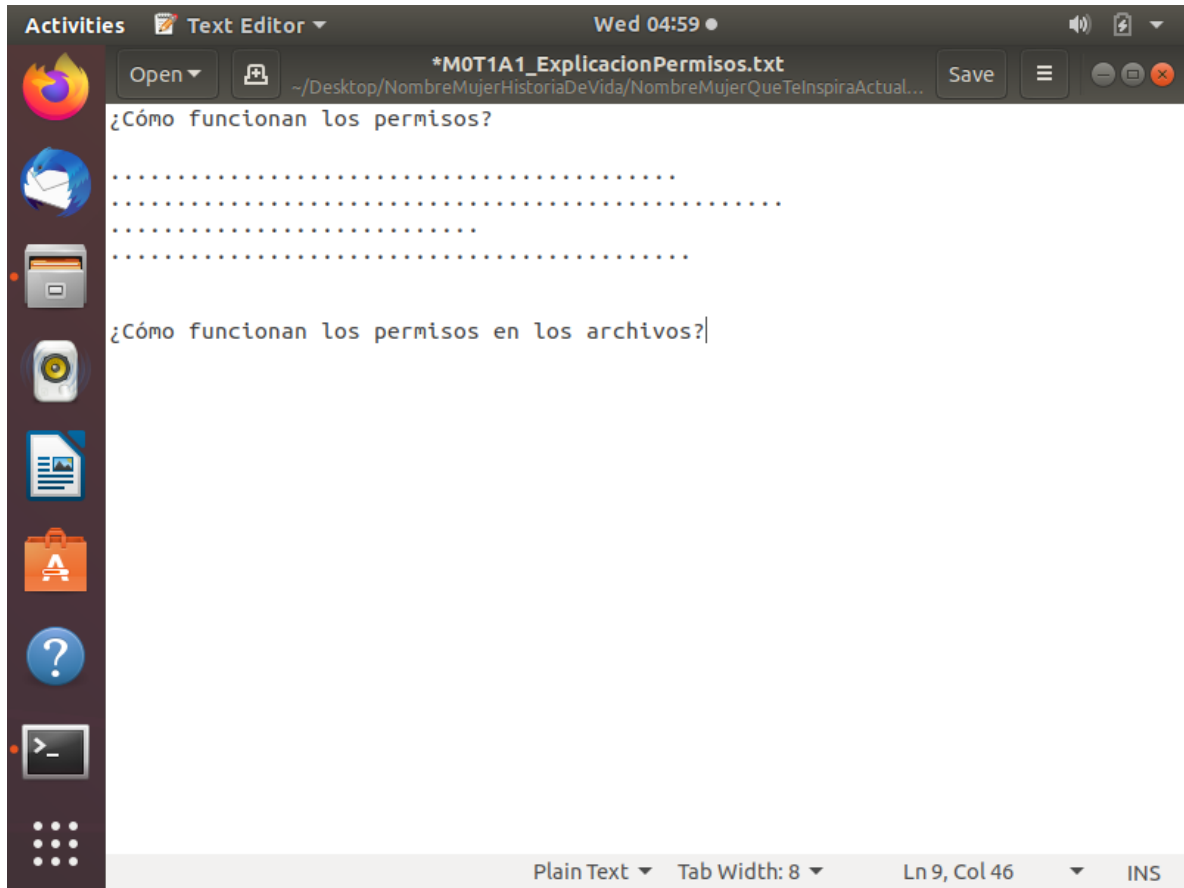 Activities Text Editor Wed 04:59
Open *M0T1A1_ExplicacionPermisos.txt Save
~/Desktop/NombreMujerHistoriaDeVida/NombreMujerQueTeInspiraActual...
¿Cómo funcionan los permisos?
...........................................
...................................................
............................
............................................
¿Cómo funcionan los permisos en los archivos?
Plain Text Tab Width: 8 Ln 9, Col 46 INS